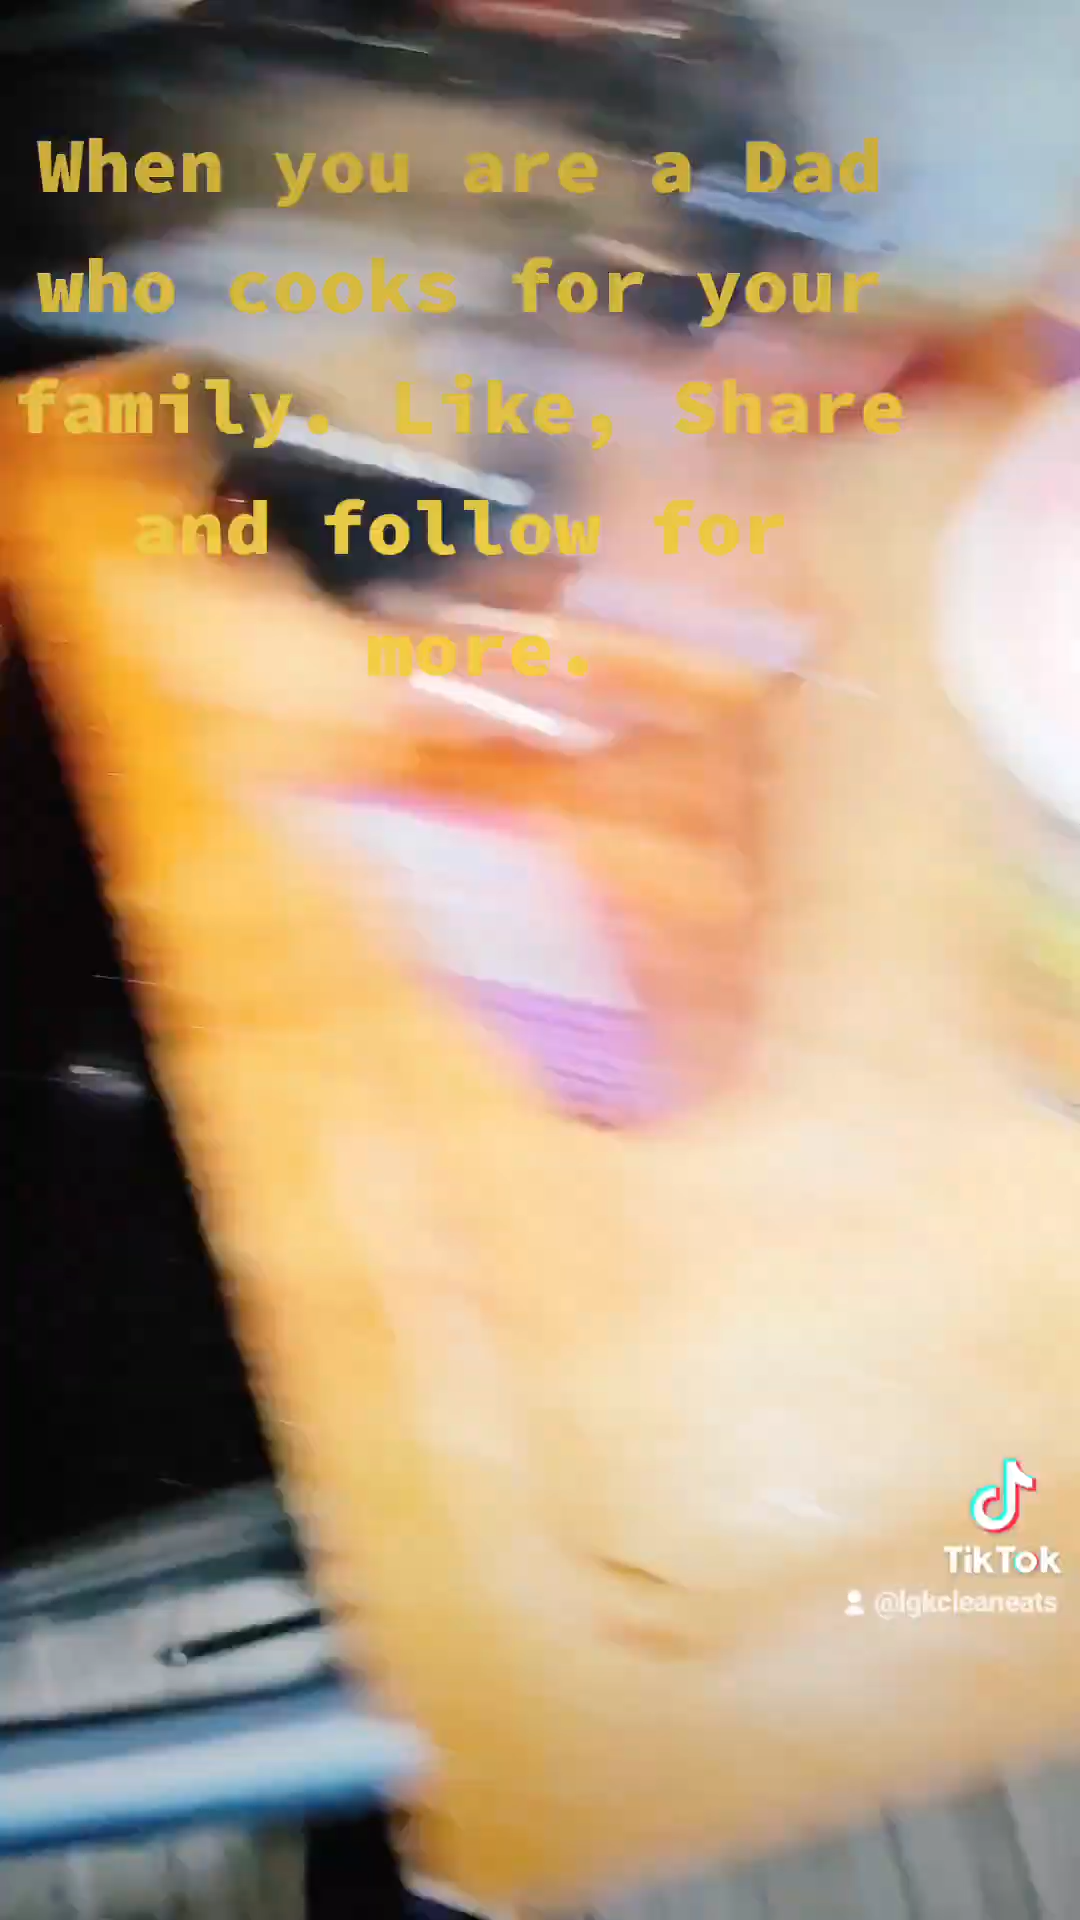 When you are a Dad
who cooks for your
family. Like, Share
and follow for
more.
TikTok
@lgkcleaneats